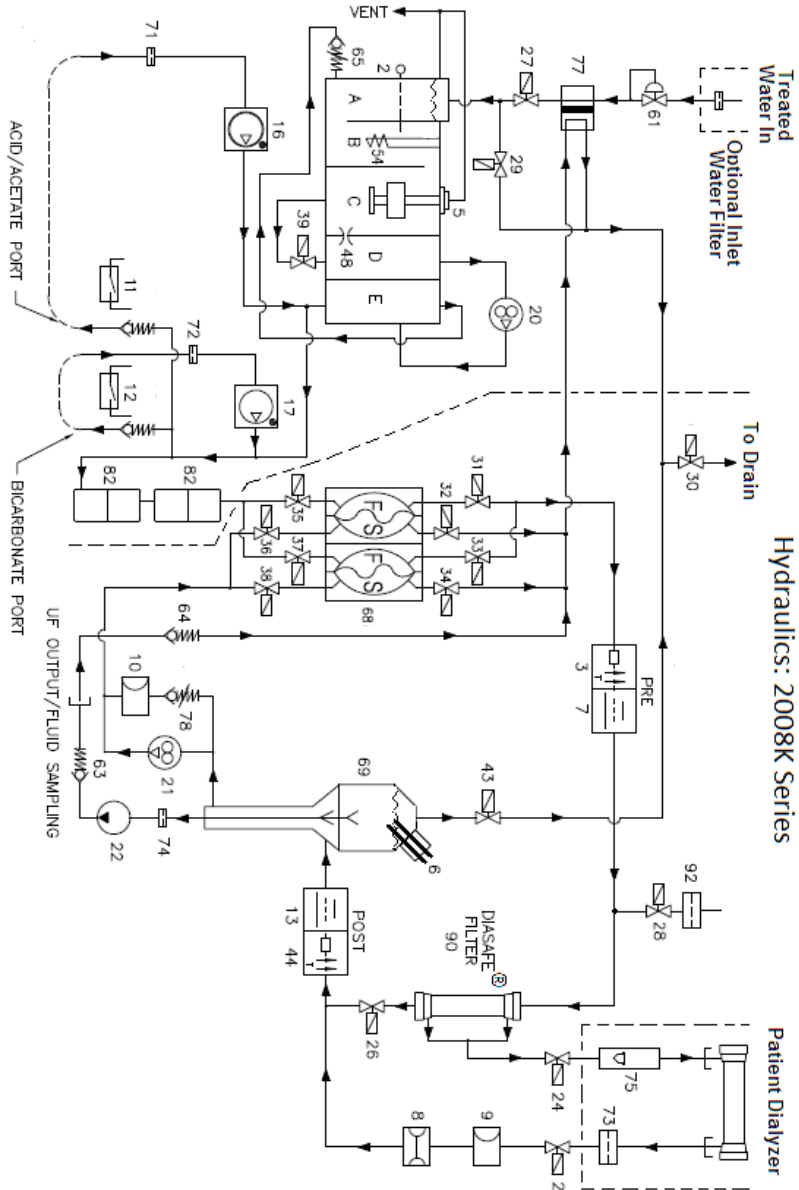 Hydraulics: 2008K Series
Treated
Water In
Optional Inlet
Water Filter
To Drain
Patient Dialyzer
61
77
27
29
30
VENT
65
2
A
B
54
C
5
39
48
D
E
20
71
16
11
72
12
17
ACID/ACETATE PORT
BICARBONATE PORT
82
82
35
36
37
38
31
32
33
34
F
S
F
S
68
PRE
3
T
7
92
28
64
10
78
21
63
22
74
UF OUTPUT/FLUID SAMPLING
69
43
6
POST
13
44
T
DIASAFE ®
FILTER
90
26
24
75
73
2
9
8